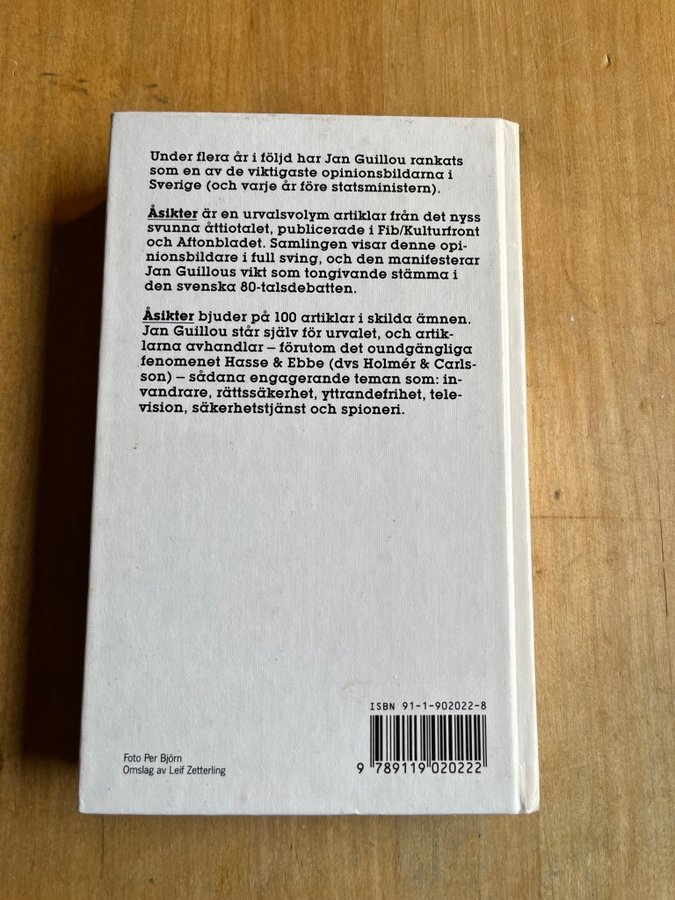 Under flera år i följd har Jan Guillou rankats
som en av de viktigaste opinionsbildarna i
Sverige (och varje år före statsministern).
Åsikter är en urvalsvolym artiklar från det nyss
svunna åttiotalet, publicerade i Fib/Kulturfront
och Aftonbladet. Samlingen visar denne opi-
nionsbildare i full sving, och den manifesterar
Jan Guillous vikt som tongivande stämma i
den svenska 80-talsdebatten.
Åsikter bjuder på 100 artiklar i skilda ämnen.
Jan Guillou står själv för urvalet, och artik-
larna avhandlar – förutom det oundgängliga
fenomenet Hasse & Ebbe (dvs Holmér & Carls-
son) – sådana engagerande teman som: in-
vandrare, rättssäkerhet, yttrandefrihet, tele-
vision, säkerhetstjänst och spioneri.
ISBN 91-1-902022-8
9 789119 020222
Foto Per Björn
Omslag av Leif Zetterling